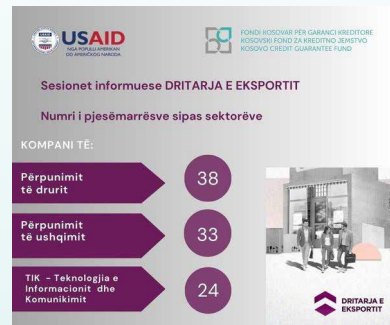 USAID
NGA POPULLI AMERIKAN
OD AMERIČKOG NARODA
FONDI KOSOVAR PËR GARANCI KREDITORE
KOSOVSKI FOND ZA KREDITNO JEMSTVO
KOSOVO CREDIT GUARANTEE FUND
Sesionet informuese DRITARJA E EKSPORTIT
Numri i pjesëmarrësve sipas sektorëve
KOMPANI TË:
Përpunimit
të drurit
38
Përpunimit
të ushqimit
33
TIK - Teknologjia e
Informacionit dhe
Komunikimit
24
DRITARJA E
EKSPORTIT